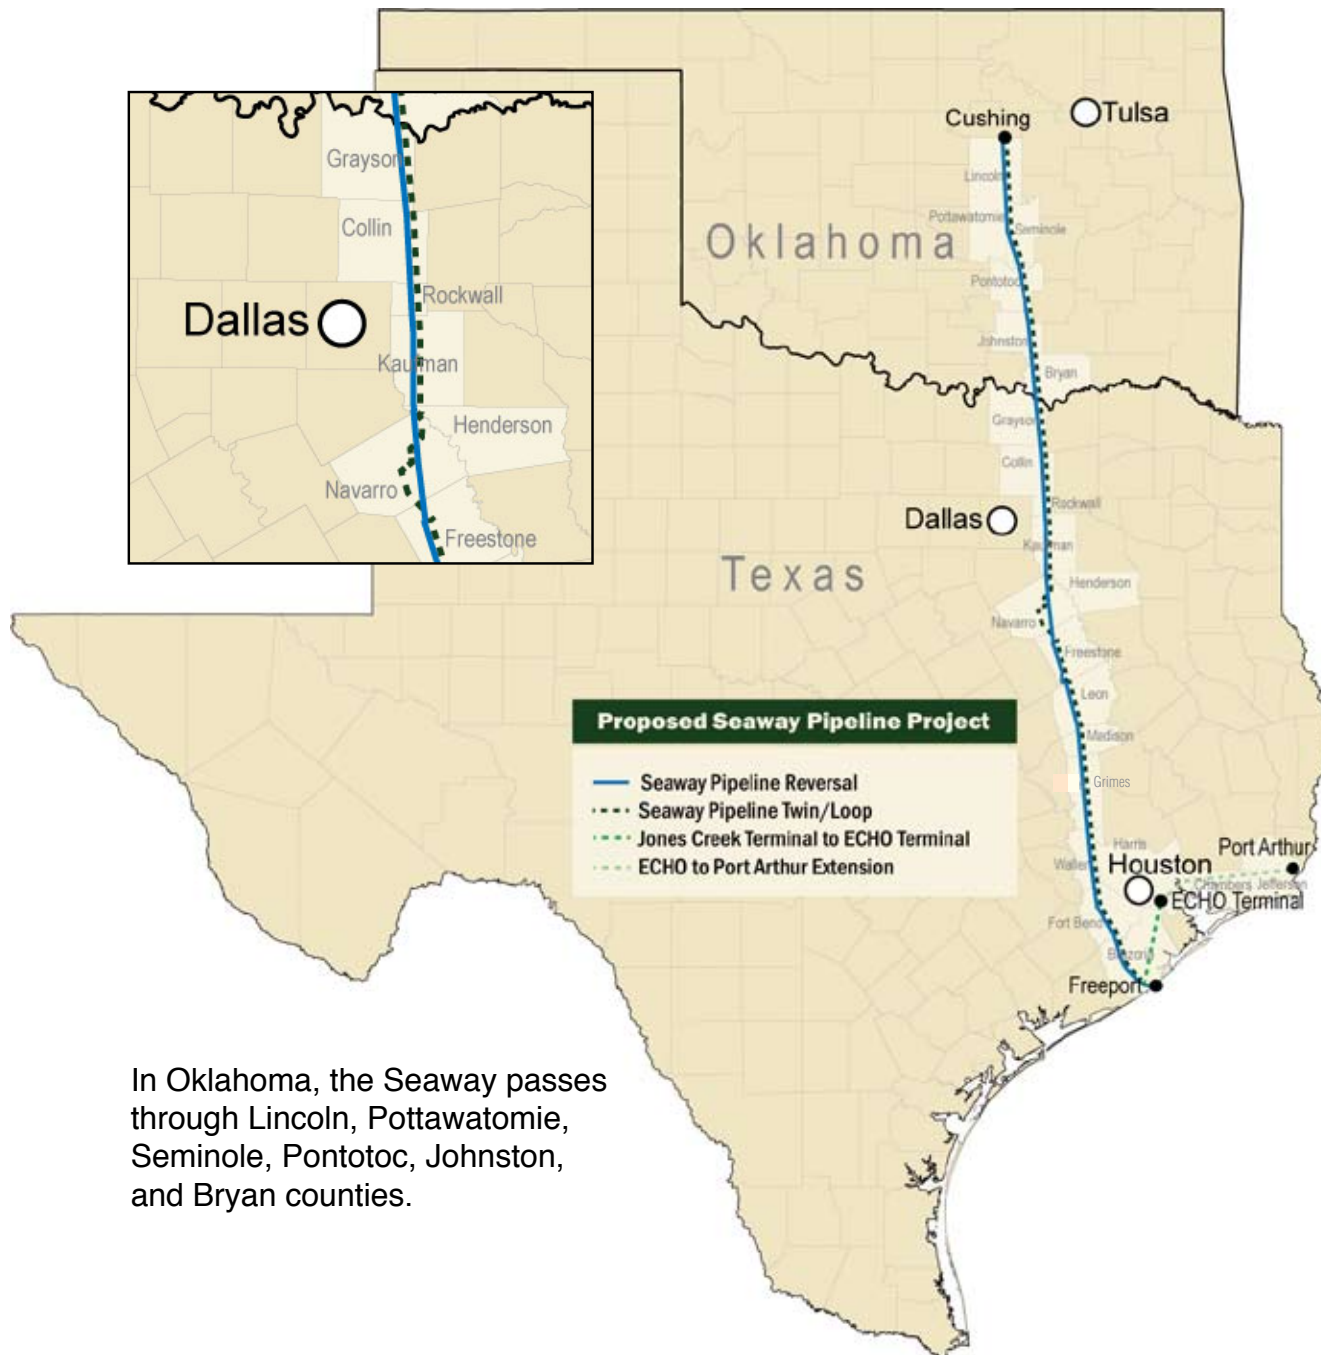 Cushing
Tulsa
Lincoln
Pottawatomie
Seminole
Oklahoma
Pontotoc
Johnston
Bryan
Grayson
Collin
Rockwall
Dallas
Kaufman
Henderson
Navarro
Freestone
Grayson
Collin
Rockwall
Dallas
Kaufman
Texas
Henderson
Navarro
Freestone
Leon
Madison
Grimes
Proposed Seaway Pipeline Project
Seaway Pipeline Reversal
Seaway Pipeline Twin/Loop
Jones Creek Terminal to ECHO Terminal
ECHO to Port Arthur Extension
Harris
Port Arthur
Waller
Houston
Chambers Jefferson
ECHO Terminal
Fort Bend
Brazoria
Freeport
In Oklahoma, the Seaway passes
through Lincoln, Pottawatomie,
Seminole, Pontotoc, Johnston,
and Bryan counties.